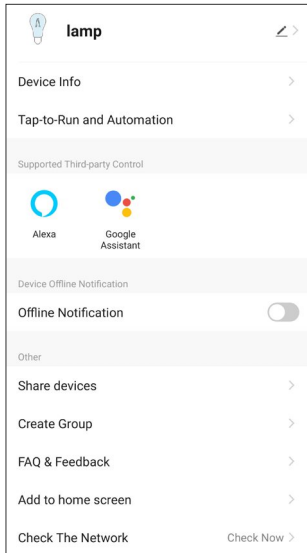 lamp
Device Info
Tap-to-Run and Automation
Supported Third-party Control
Alexa
Google
Assistant
Device Offline Notification
Offline Notification
Other
Share devices
Create Group
FAQ & Feedback
Add to home screen
Check The Network
Check Now